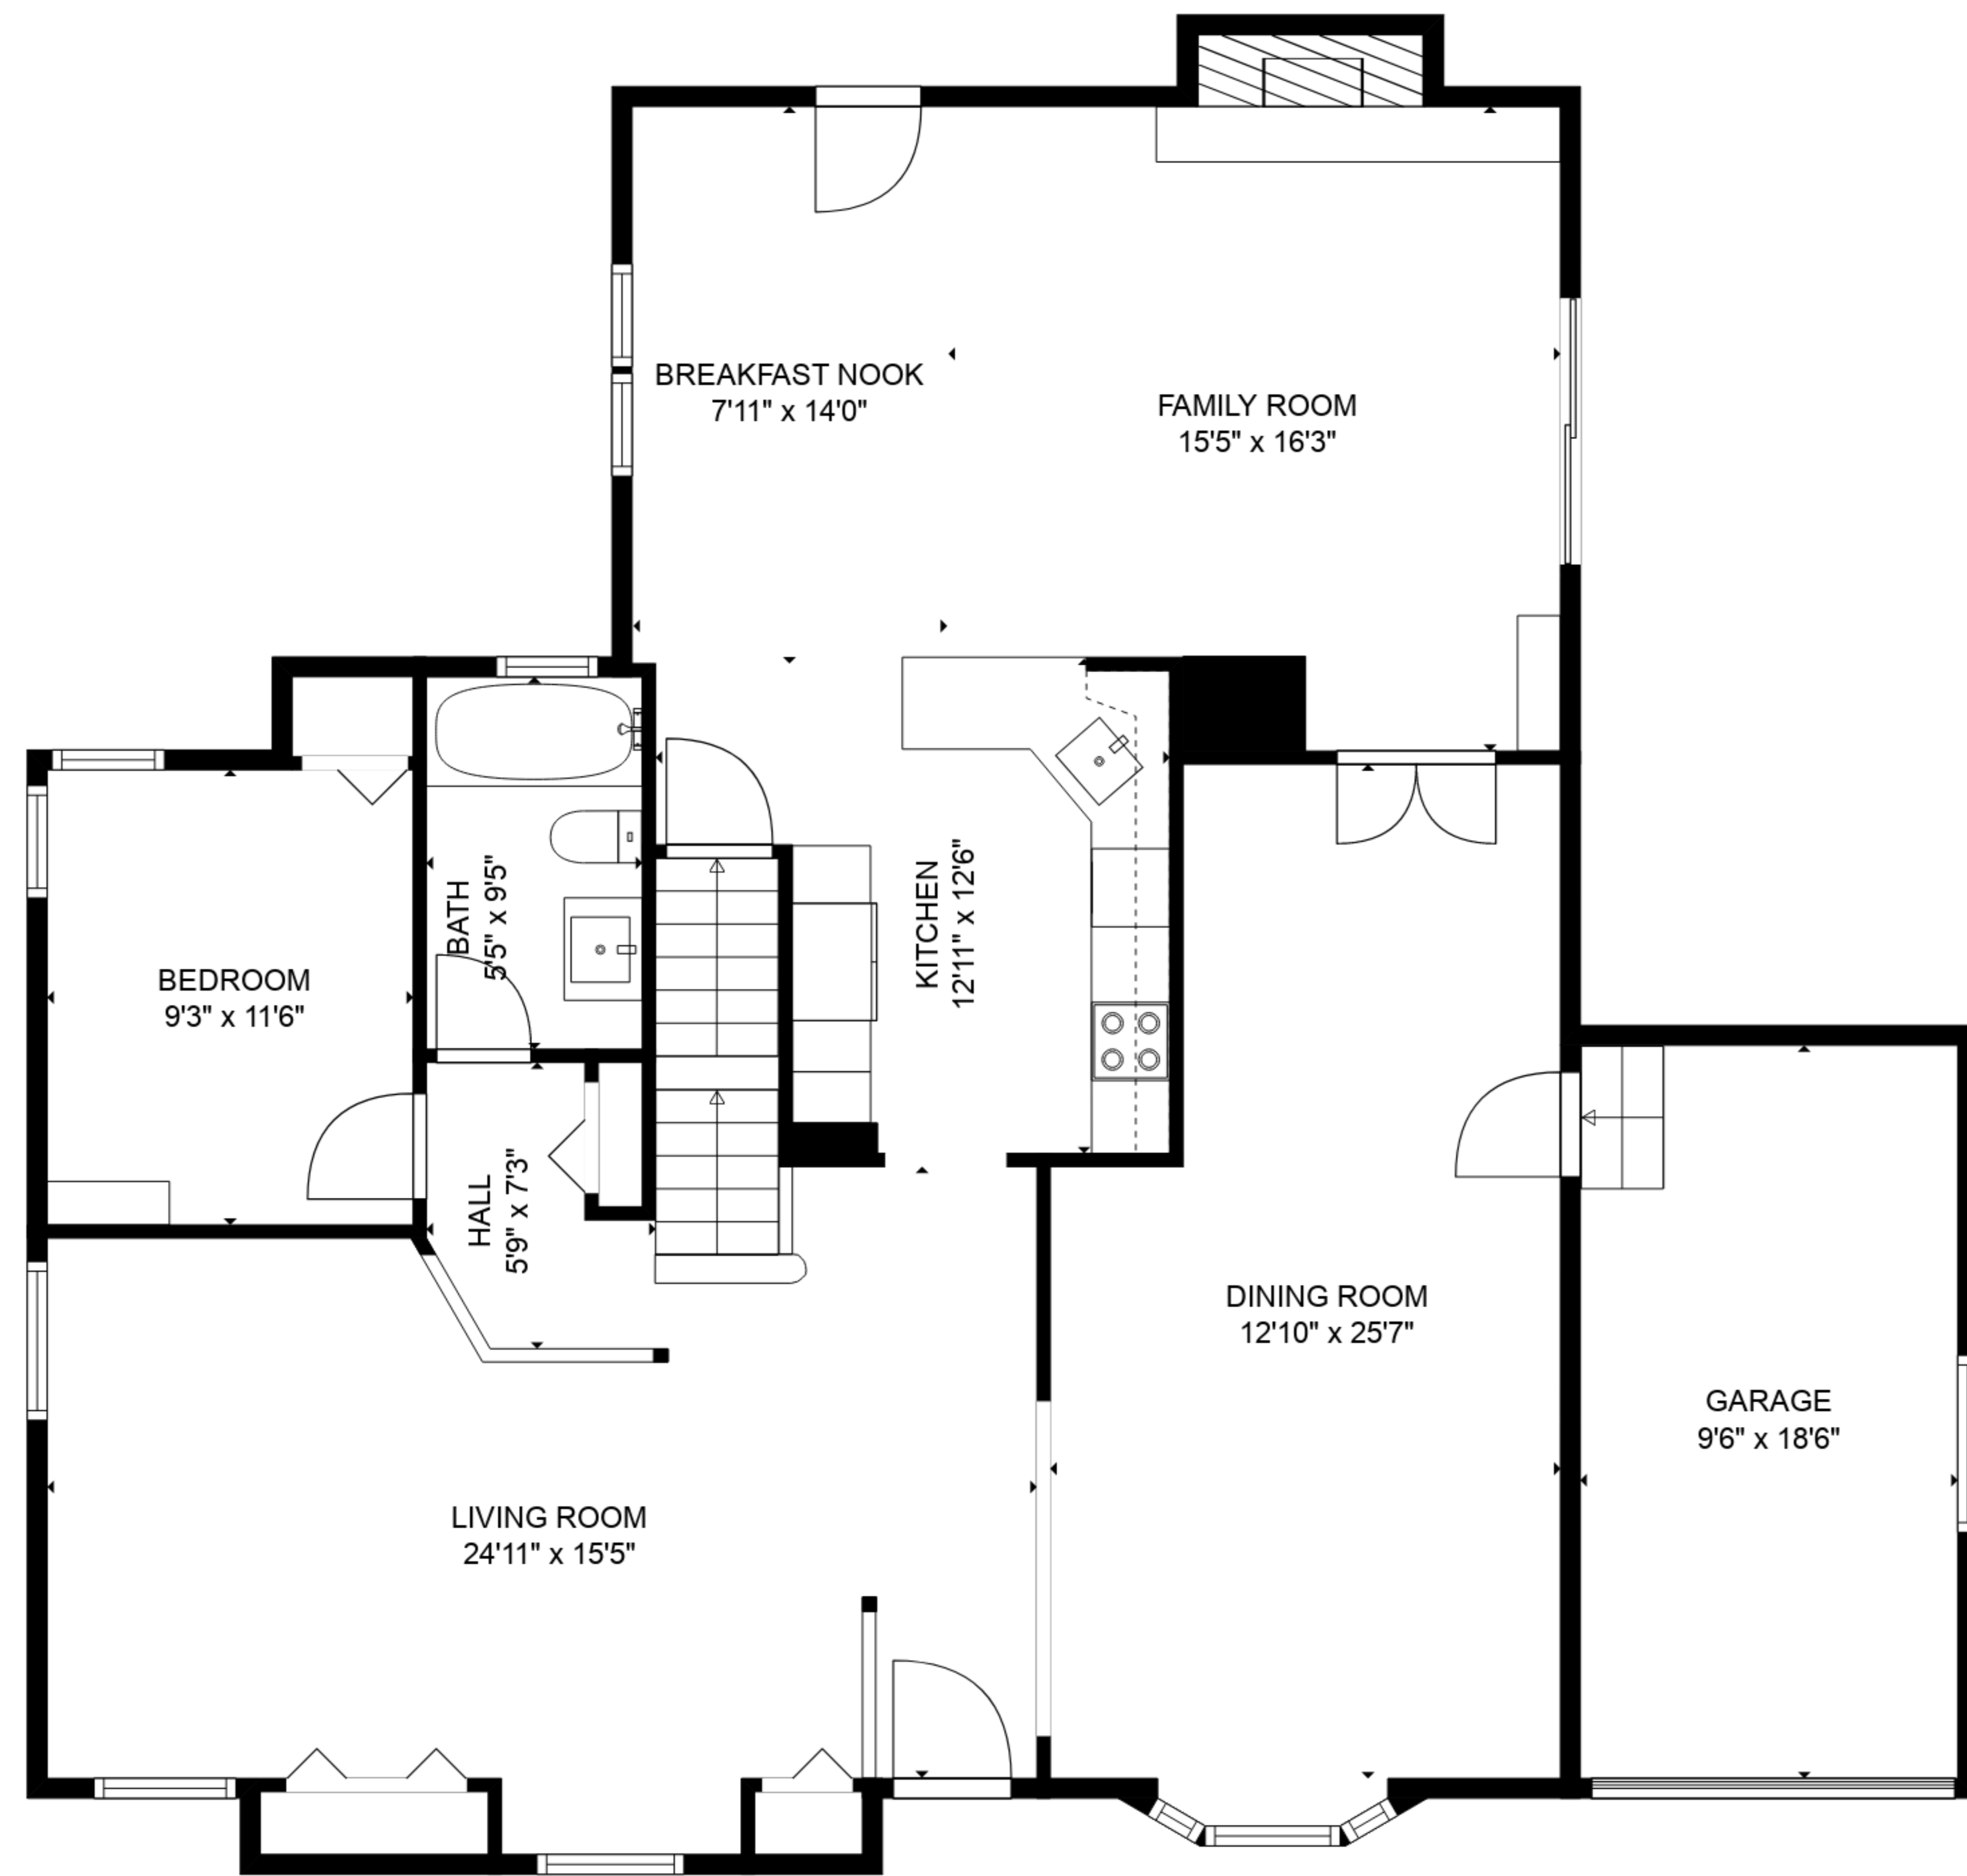 BREAKFAST NOOK
7'11" x 14'0"
FAMILY ROOM
15'5" x 16'3"
BATH
5'5" x 9'5"
KITCHEN
12'11" x 12'6"
BEDROOM
9'3" x 11'6"
HALL
5'9" x 7'3"
DINING ROOM
12'10" x 25'7"
GARAGE
9'6" x 18'6"
LIVING ROOM
24'11" x 15'5"